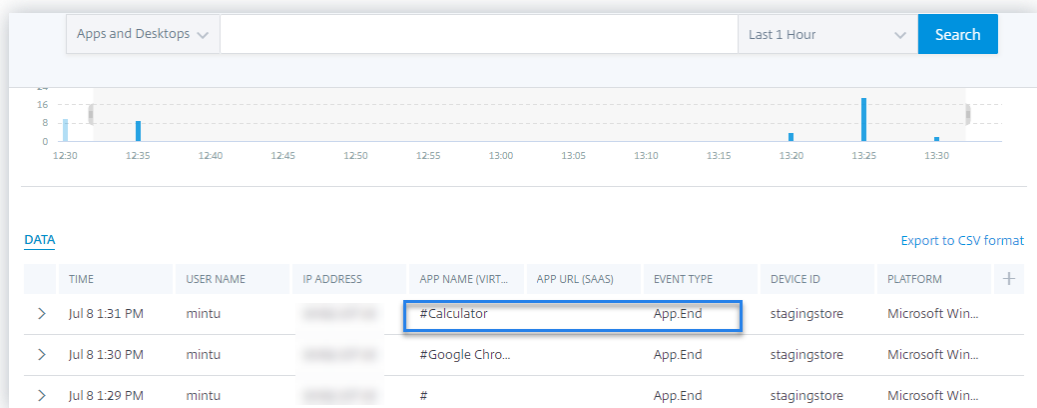 Apps and Desktops Last 1 Hour Search
24
16
8
0
12:30 12:35 12:40 12:45 12:50 12:55 13:00 13:05 13:10 13:15 13:20 13:25 13:30
DATA Export to CSV format
TIME USER NAME IP ADDRESS APP NAME (VIRT... APP URL (SAAS) EVENT TYPE DEVICE ID PLATFORM
Jul 8 1:31 PM mintu #Calculator App.End stagingstore Microsoft Win...
Jul 8 1:30 PM mintu #Google Chro... App.End stagingstore Microsoft Win...
Jul 8 1:29 PM mintu # App.End stagingstore Microsoft Win...